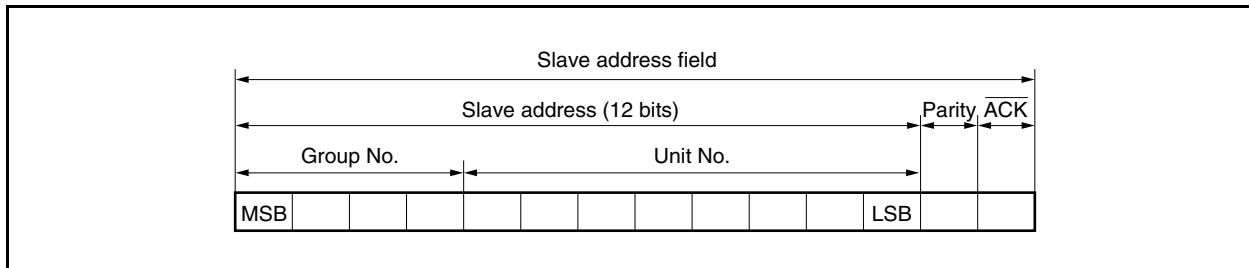 Slave address field
Slave address (12 bits) Parity ACK
Group No. Unit No.
MSB LSB